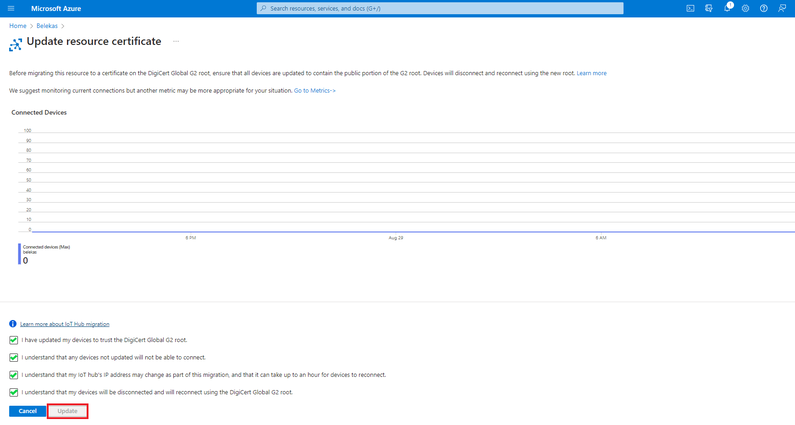 Microsoft Azure
Search resources, services, and docs (G+/)
1
Home > Belekas >
Update resource certificate ...
Before migrating this resource to a certificate on the DigiCert Global G2 root, ensure that all devices are updated to contain the public portion of the G2 root. Devices will disconnect and reconnect using the new root. Learn more
We suggest monitoring current connections but another metric may be more appropriate for your situation. Go to Metrics->
Connected Devices
100
90
80
70
60
50
40
30
20
10
0
6 PM Aug 28 6 AM
Connected devices (Max)
belekas
0
Learn more about IoT Hub migration
I have updated my devices to trust the DigiCert Global G2 root.
I understand that any devices not updated will not be able to connect.
I understand that my IoT hub's IP address may change as part of this migration, and that it can take up to an hour for devices to reconnect.
I understand that my devices will be disconnected and will reconnect using the DigiCert Global G2 root.
Cancel Update